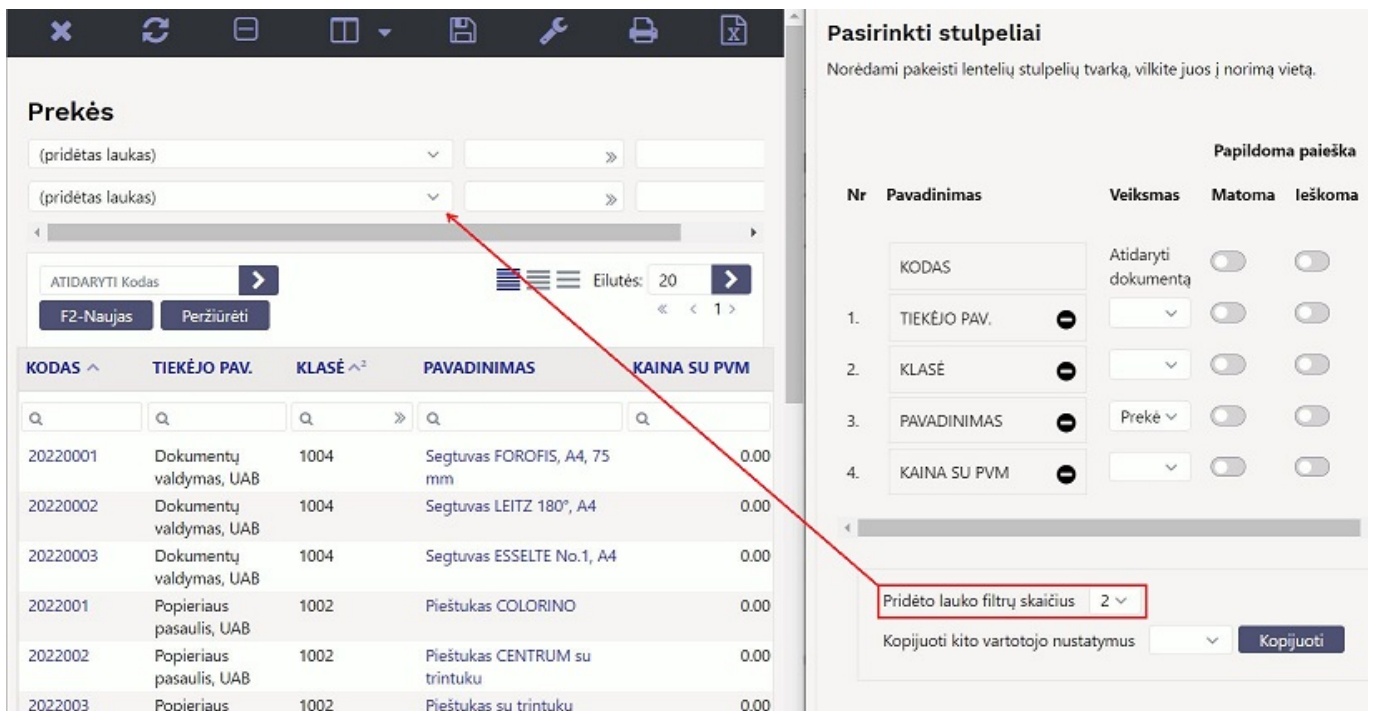 Prekės
(pridėtas laukas)
(pridėtas laukas)
ATIDARYTI Kodas
Eilutės: 20
F2-Naujas Peržiūrėti
« < 1 >
KODAS TIEKĖJO PAV. KLASĖ 2 PAVADINIMAS KAINA SU PVM
20220001 Dokumentų valdymas, UAB 1004 Segtuvas FOROFIS, A4, 75 mm 0.00
20220002 Dokumentų valdymas, UAB 1004 Segtuvas LEITZ 180°, A4 0.00
20220003 Dokumentų valdymas, UAB 1004 Segtuvas ESSELTE No.1, A4 0.00
2022001 Popieriaus pasaulis, UAB 1002 Pieštukas COLORINO 0.00
2022002 Popieriaus pasaulis, UAB 1002 Pieštukas CENTRUM su trintuku 0.00
2022003 Popieriaus 1002 Pieštukas su trintuku 0.00
Pasirinkti stulpeliai
Norėdami pakeisti lentelių stulpelių tvarką, vilkite juos į norimą vietą.
Papildoma paieška
Nr Pavadinimas Veiksmas Matoma Ieškoma
KODAS Atidaryti dokumentą
1. TIEKĖJO PAV.
2. KLASĖ
3. PAVADINIMAS Prekė
4. KAINA SU PVM
Pridėto lauko filtrų skaičius 2
Kopijuoti kito vartotojo nustatymus Kopijuoti